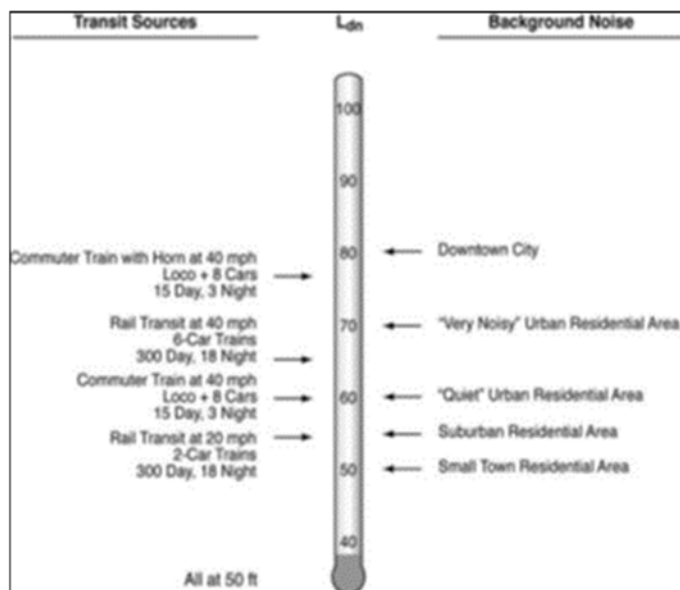 Transit Sources
L_dn
Background Noise
100
90
80
70
60
50
40
Commuter Train with Horn at 40 mph
Loco + 8 Cars
15 Day, 3 Night
Rail Transit at 40 mph
6-Car Trains
300 Day, 18 Night
Commuter Train at 40 mph
Loco + 8 Cars
15 Day, 3 Night
Rail Transit at 20 mph
2-Car Trains
300 Day, 18 Night
All at 50 ft
Downtown City
"Very Noisy" Urban Residential Area
"Quiet" Urban Residential Area
Suburban Residential Area
Small Town Residential Area